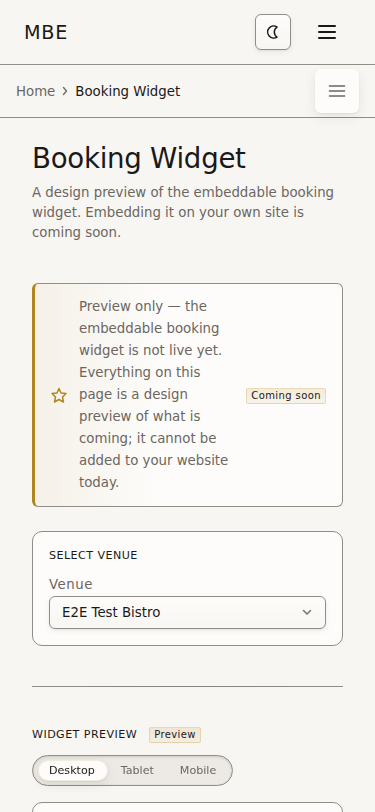 MBE
Home > Booking Widget
Booking Widget
A design preview of the embeddable booking
widget. Embedding it on your own site is
coming soon.
Preview only — the
embeddable booking
widget is not live yet.
Everything on this
page is a design
preview of what is
coming; it cannot be
added to your website
today.
Coming soon
SELECT VENUE
Venue
E2E Test Bistro
WIDGET PREVIEW Preview
Desktop Tablet Mobile